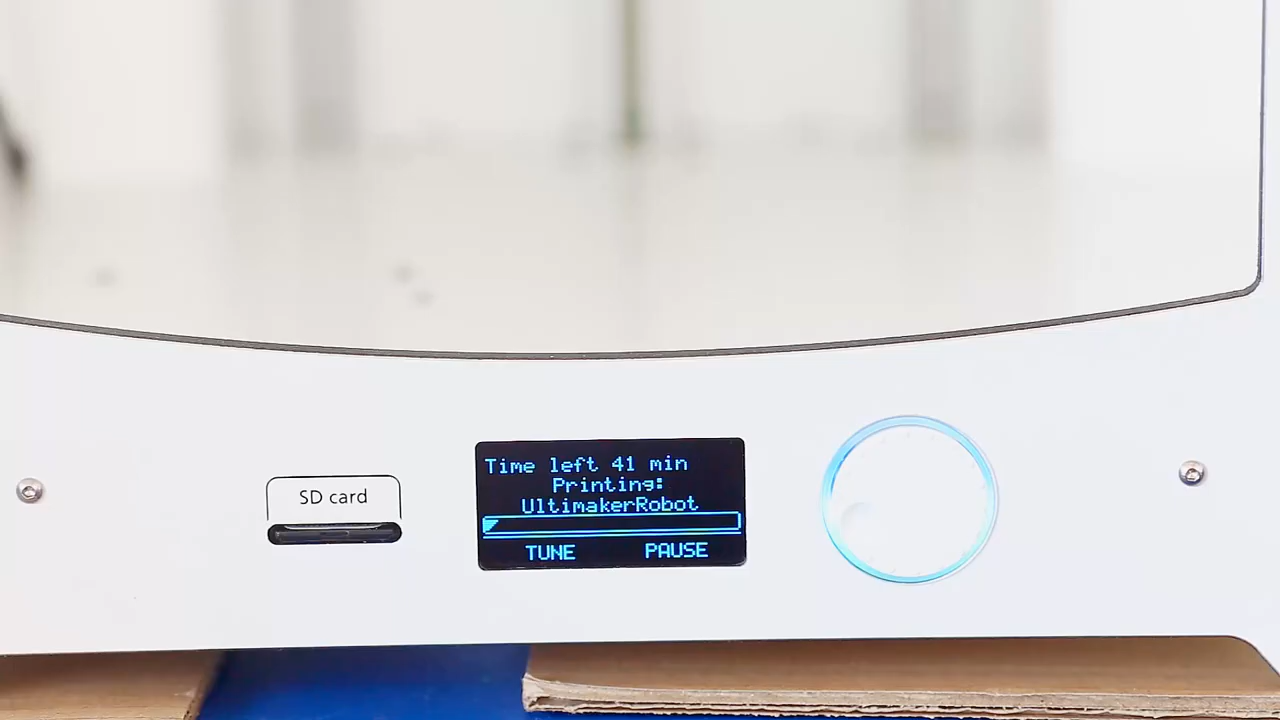 SD card
Time left 41 min
Printing:
UltimakerRobot
TUNE PAUSE